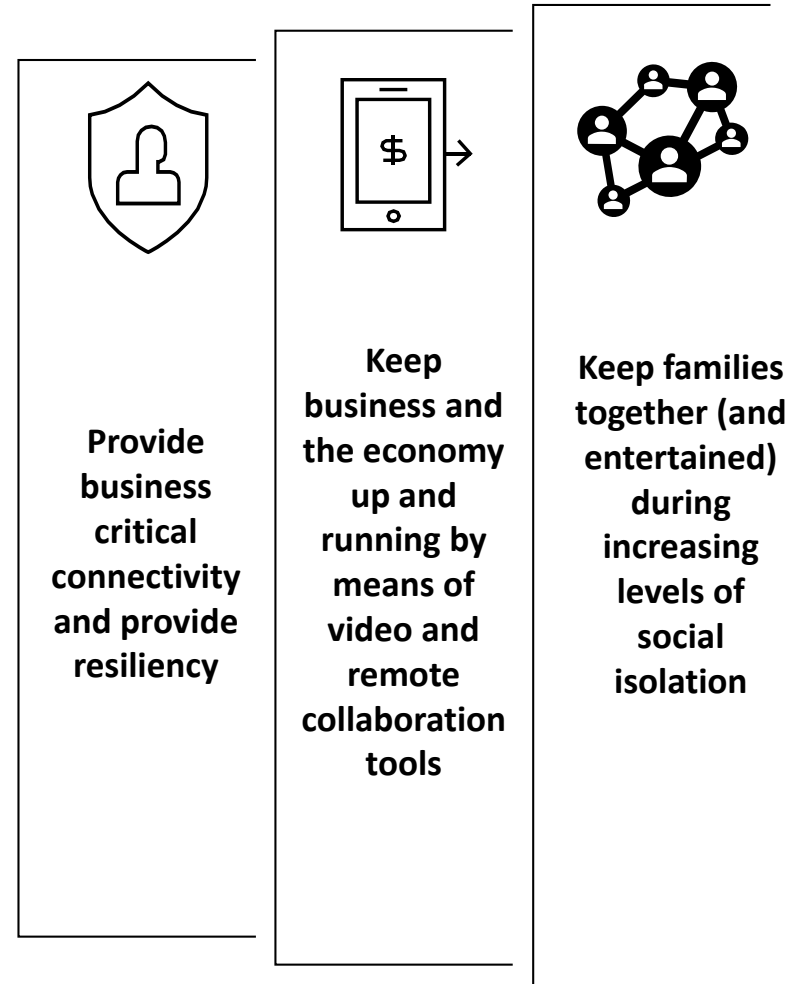 Provide
business
critical
connectivity
and provide
resiliency
$
Keep
business and
the economy
up and
running by
means of
video and
remote
collaboration
tools
Keep families
together (and
entertained)
during
increasing
levels of
social
isolation